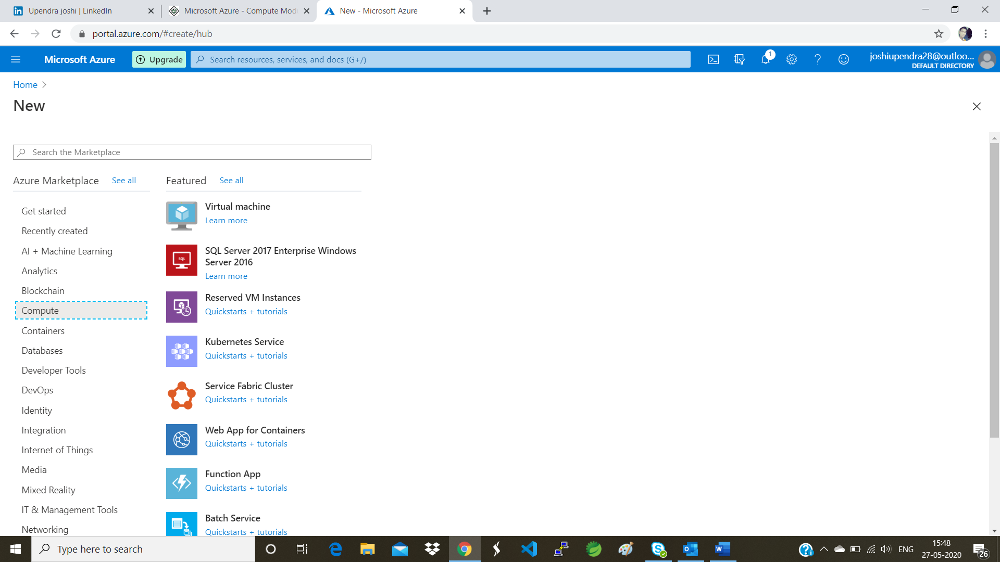 Upendra joshi | LinkedIn
Microsoft Azure - Compute Mod
New - Microsoft Azure
portal.azure.com/#create/hub
Microsoft Azure
Upgrade
Search resources, services, and docs (G+/)
1
joshiupendra28@outloo...
DEFAULT DIRECTORY
Home
New
Search the Marketplace
Azure Marketplace
See all
Featured
See all
Get started
Recently created
AI + Machine Learning
Analytics
Blockchain
Compute
Containers
Databases
Developer Tools
DevOps
Identity
Integration
Internet of Things
Media
Mixed Reality
IT & Management Tools
Networking
Virtual machine
Learn more
SQL
SQL Server 2017 Enterprise Windows
Server 2016
Learn more
Reserved VM Instances
Quickstarts + tutorials
Kubernetes Service
Quickstarts + tutorials
Service Fabric Cluster
Quickstarts + tutorials
Web App for Containers
Quickstarts + tutorials
Function App
Quickstarts + tutorials
Batch Service
Quickstarts + tutorials
Type here to search
ENG
15:48
27-05-2020
26